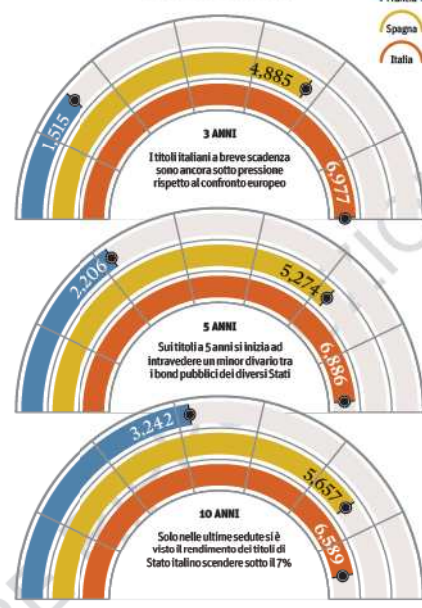 Spagna
Italia
1,515
4,885
6,977
3 ANNI
I titoli italiani a breve scadenza
sono ancora sotto pressione
rispetto al confronto europeo
2,206
5,274
6,886
5 ANNI
Sui titoli a 5 anni si inizia ad
intravedere un minor divario tra
i bond pubblici dei diversi Stati
3,242
5,657
6,589
10 ANNI
Solo nelle ultime sedute si è
visto il rendimento dei titoli di
Stato italino scendere sotto il 7%